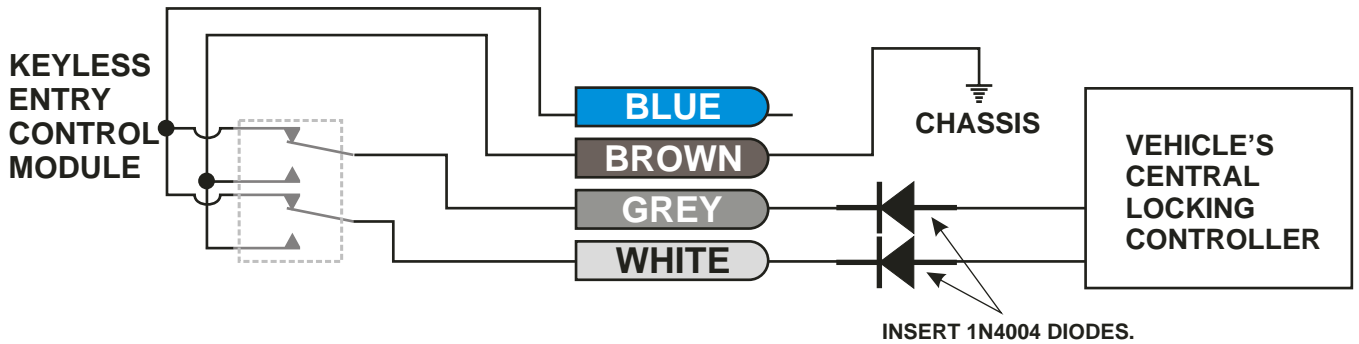 KEYLESS
ENTRY
CONTROL
MODULE
BLUE
BROWN
GREY
WHITE
CHASSIS
VEHICLE'S
CENTRAL
LOCKING
CONTROLLER
INSERT 1N4004 DIODES.